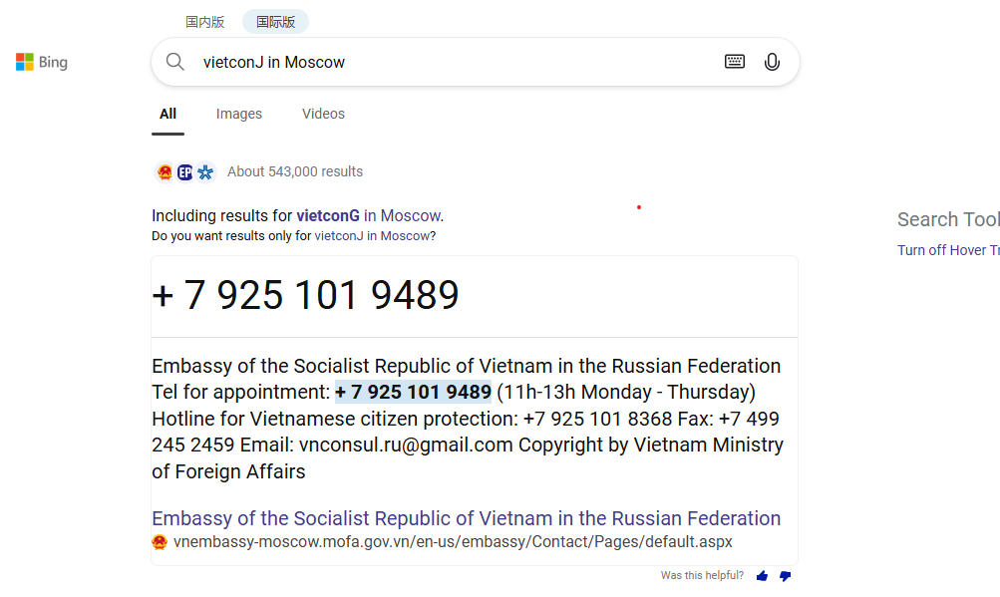 国内版 国际版
Bing
vietconJ in Moscow
All Images Videos
EP About 543,000 results
Including results for vietconG in Moscow.
Do you want results only for vietconJ in Moscow?
Search Tool
Turn off Hover Tr
+ 7 925 101 9489
Embassy of the Socialist Republic of Vietnam in the Russian Federation
Tel for appointment: + 7 925 101 9489 (11h-13h Monday - Thursday)
Hotline for Vietnamese citizen protection: +7 925 101 8368 Fax: +7 499
245 2459 Email: vnconsul.ru@gmail.com Copyright by Vietnam Ministry
of Foreign Affairs
Embassy of the Socialist Republic of Vietnam in the Russian Federation
vnembassy-moscow.mofa.gov.vn/en-us/embassy/Contact/Pages/default.aspx
Was this helpful?